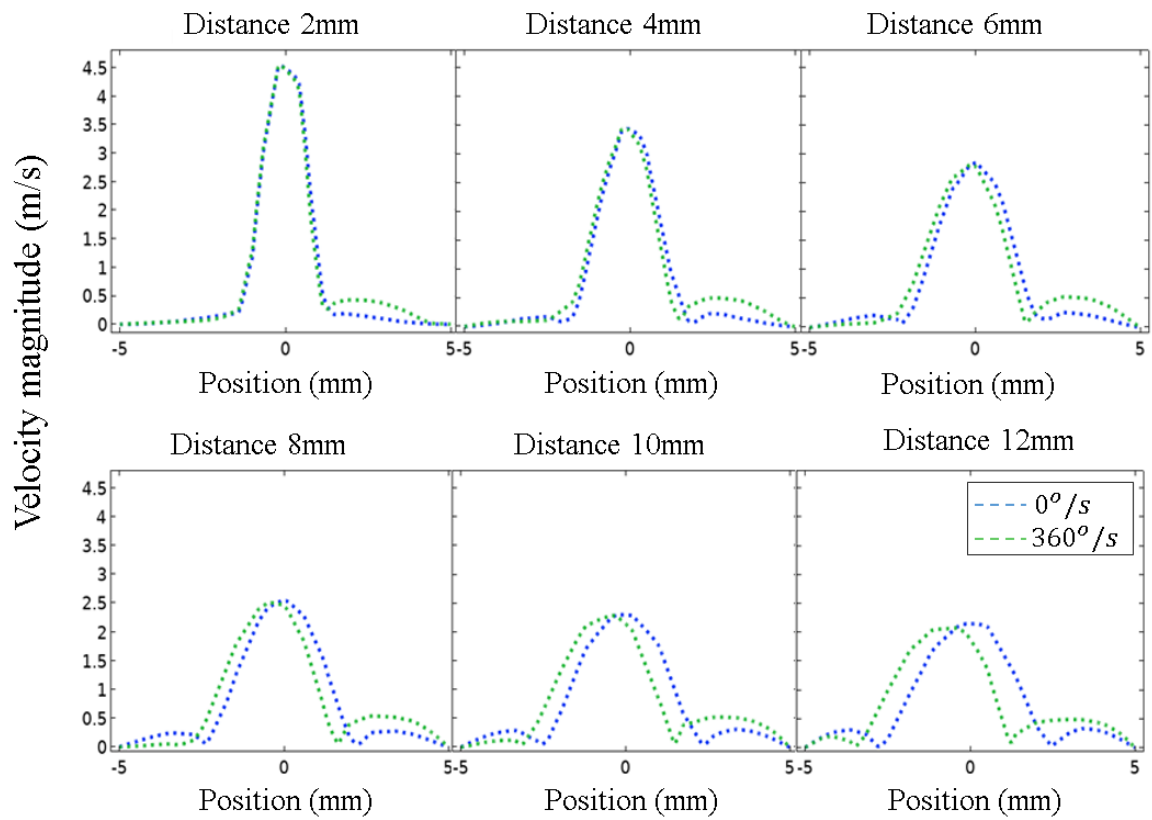 Distance 2mm
Distance 4mm
Distance 6mm
4.5
4
3.5
3
2.5
2
1.5
1
0.5
0
-5 0 5-5 0 5-5 0 5
Position (mm)
Position (mm)
Position (mm)
Velocity magnitude (m/s)
Distance 8mm
Distance 10mm
Distance 12mm
4.5
4
3.5
3
2.5
2
1.5
1
0.5
0
0°/s
360°/s
-5 0 5-5 0 5-5 0 5
Position (mm)
Position (mm)
Position (mm)